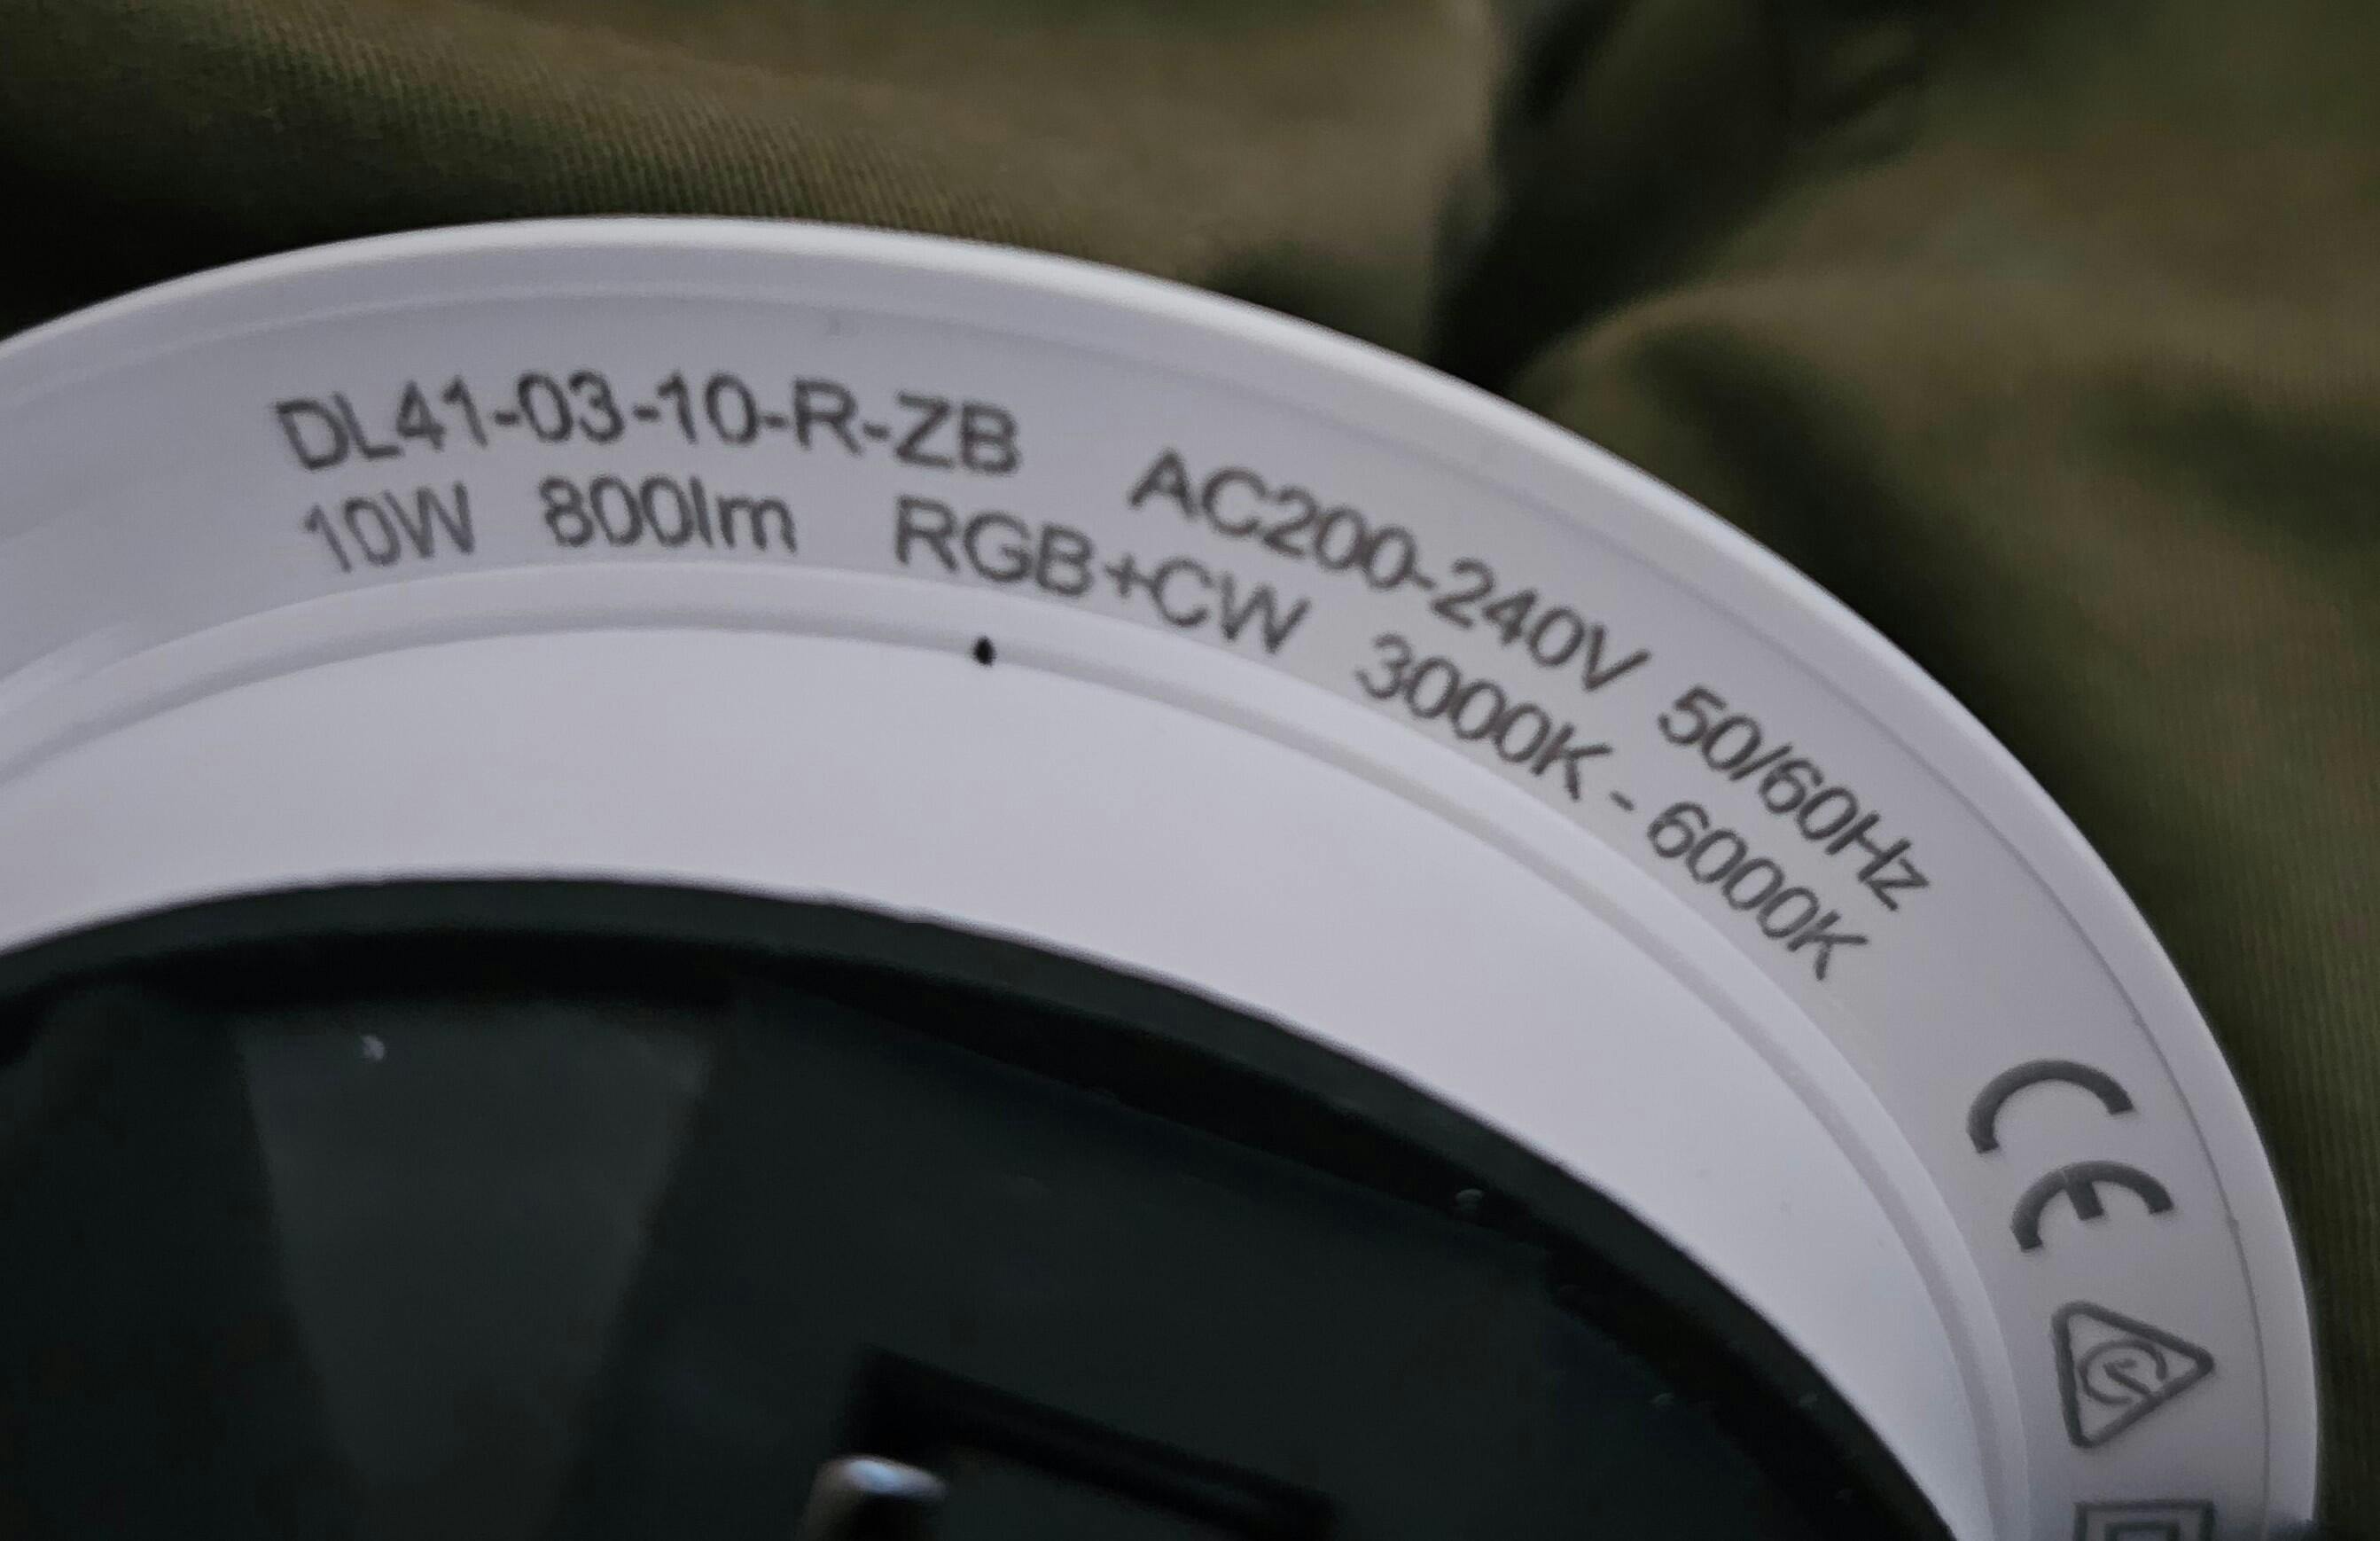 DL41-03-10-R-ZB AC200-240V 50/60Hz
10W 800lm RGB+CW 3000K - 6000K
CE